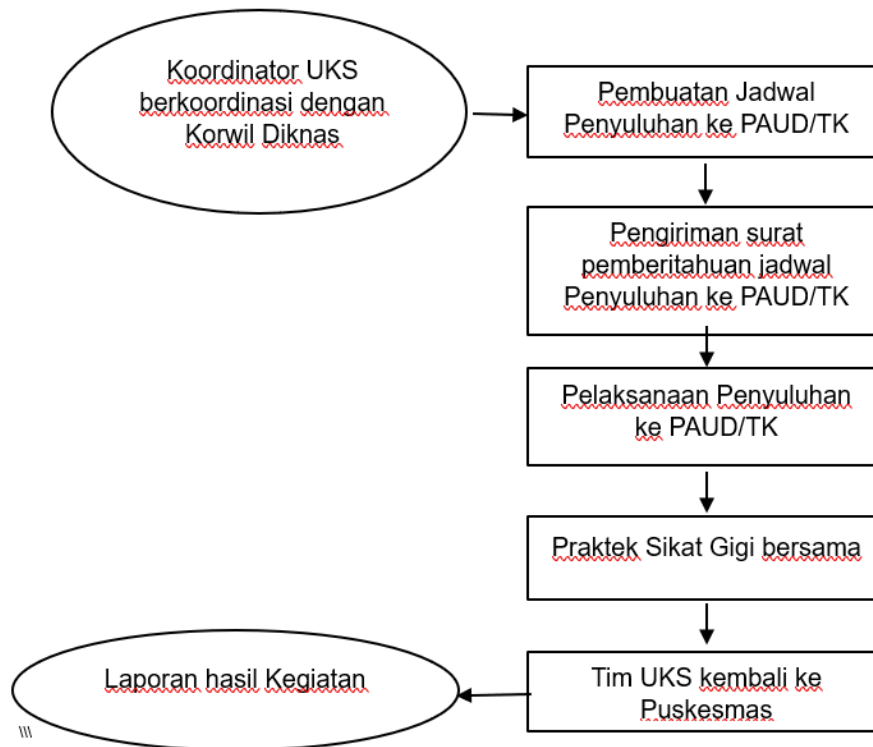 Koordinator UKS
berkoordinasi dengan
Korwil Diknas
Pembuatan Jadwal
Penyuluhan ke PAUD/TK
Pengiriman surat
pemberitahuan jadwal
Penyuluhan ke PAUD/TK
Pelaksanaan Penyuluhan
ke PAUD/TK
Praktek Sikat Gigi bersama
Tim UKS kembali ke
Puskesmas
Laporan hasil Kegiatan
\\\